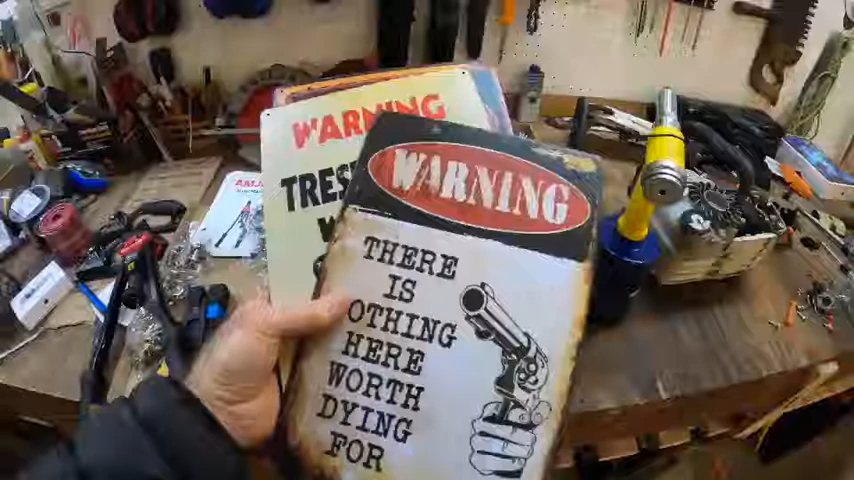 WARNING
THERE
IS
OTHING
HERE
WORTH
DYING
FOR
WARNING
TRES